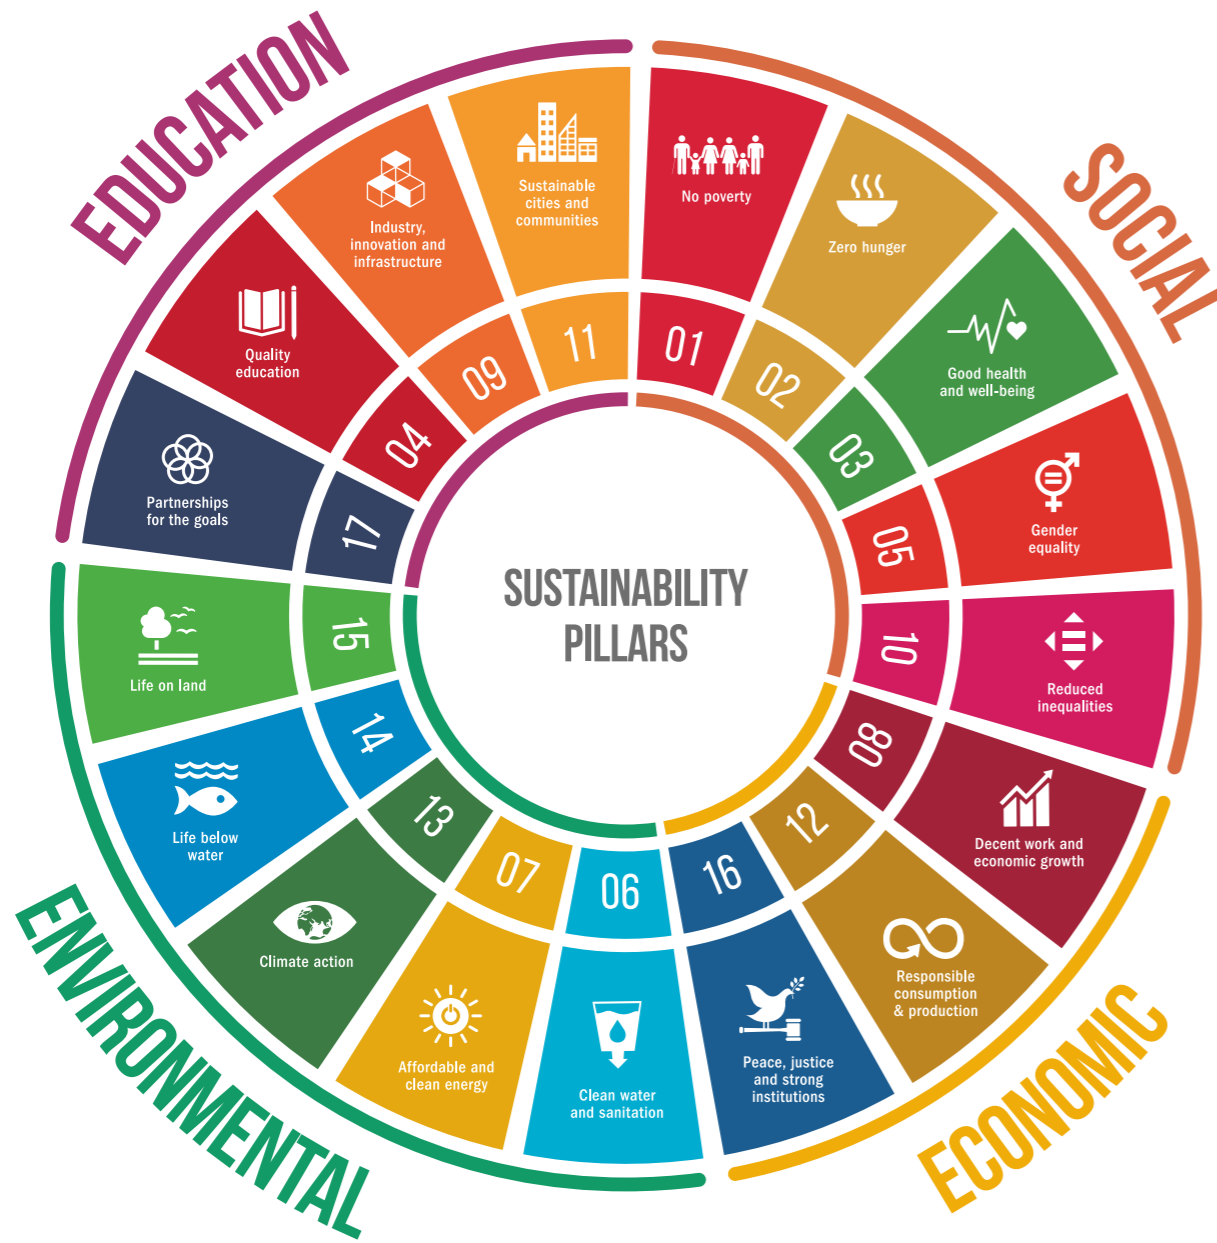 EDUCATION
SOCIAL
ECONOMIC
ENVIRONMENTAL
SUSTAINABILITY
PILLARS
No poverty
01
Zero hunger
02
Good health
and well-being
03
Gender
equality
05
Reduced
inequalities
10
Decent work and
economic growth
08
Responsible
consumption
& production
12
Peace, justice
and strong
institutions
16
Clean water
and sanitation
06
Affordable and
clean energy
07
Climate action
13
Life below
water
14
Life on land
15
Partnerships
for the goals
17
Quality
education
04
Industry,
innovation and
infrastructure
09
Sustainable
cities and
communities
11